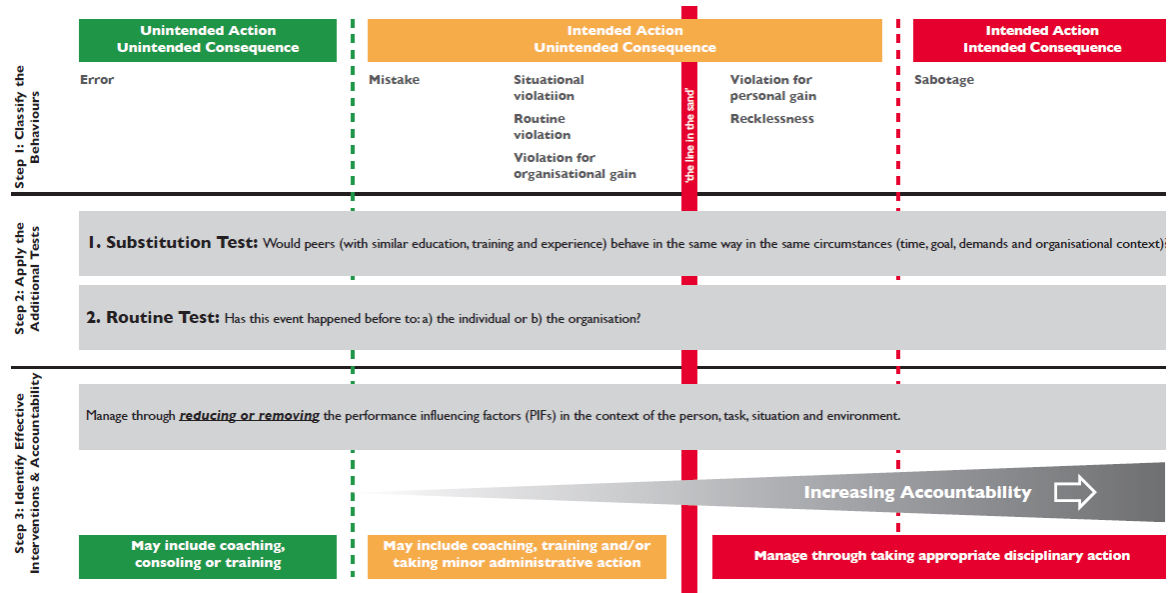 Step 1: Classify the
Behaviours
Unintended Action
Unintended Consequence
Intended Action
Unintended Consequence
Intended Action
Intended Consequence
Error
Mistake
Situational
violatiion
Routine
violation
Violation for
organisational gain
'the line in the sand'
Violation for
personal gain
Recklessness
Sabotage
Step 2: Apply the
Additional Tests
1. Substitution Test: Would peers (with similar education, training and experience) behave in the same way in the same circumstances (time, goal, demands and organisational context)?
2. Routine Test: Has this event happened before to: a) the individual or b) the organisation?
Step 3: Identify Effective
Interventions & Accountability
Manage through reducing or removing the performance influencing factors (PIFs) in the context of the person, task, situation and environment.
Increasing Accountability
May include coaching,
consoling or training
May include coaching, training and/or
taking minor administrative action
Manage through taking appropriate disciplinary action